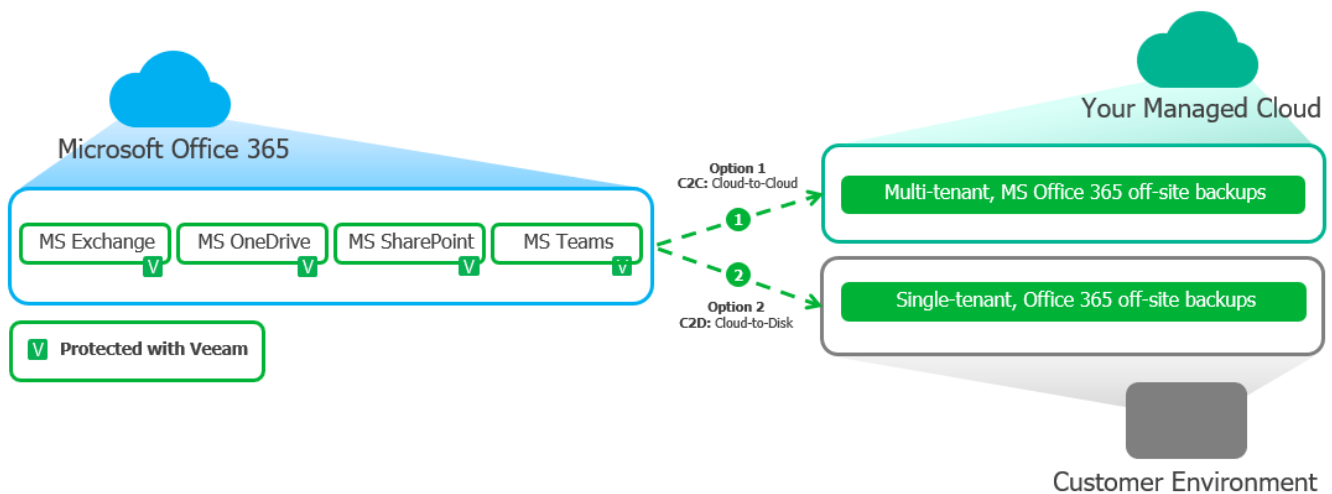 Microsoft Office 365
MS Exchange
V
MS OneDrive
V
MS SharePoint
V
MS Teams
V
V Protected with Veeam
Option 1
C2C: Cloud-to-Cloud
1
2
Option 2
C2D: Cloud-to-Disk
Your Managed Cloud
Multi-tenant, MS Office 365 off-site backups
Single-tenant, Office 365 off-site backups
Customer Environment